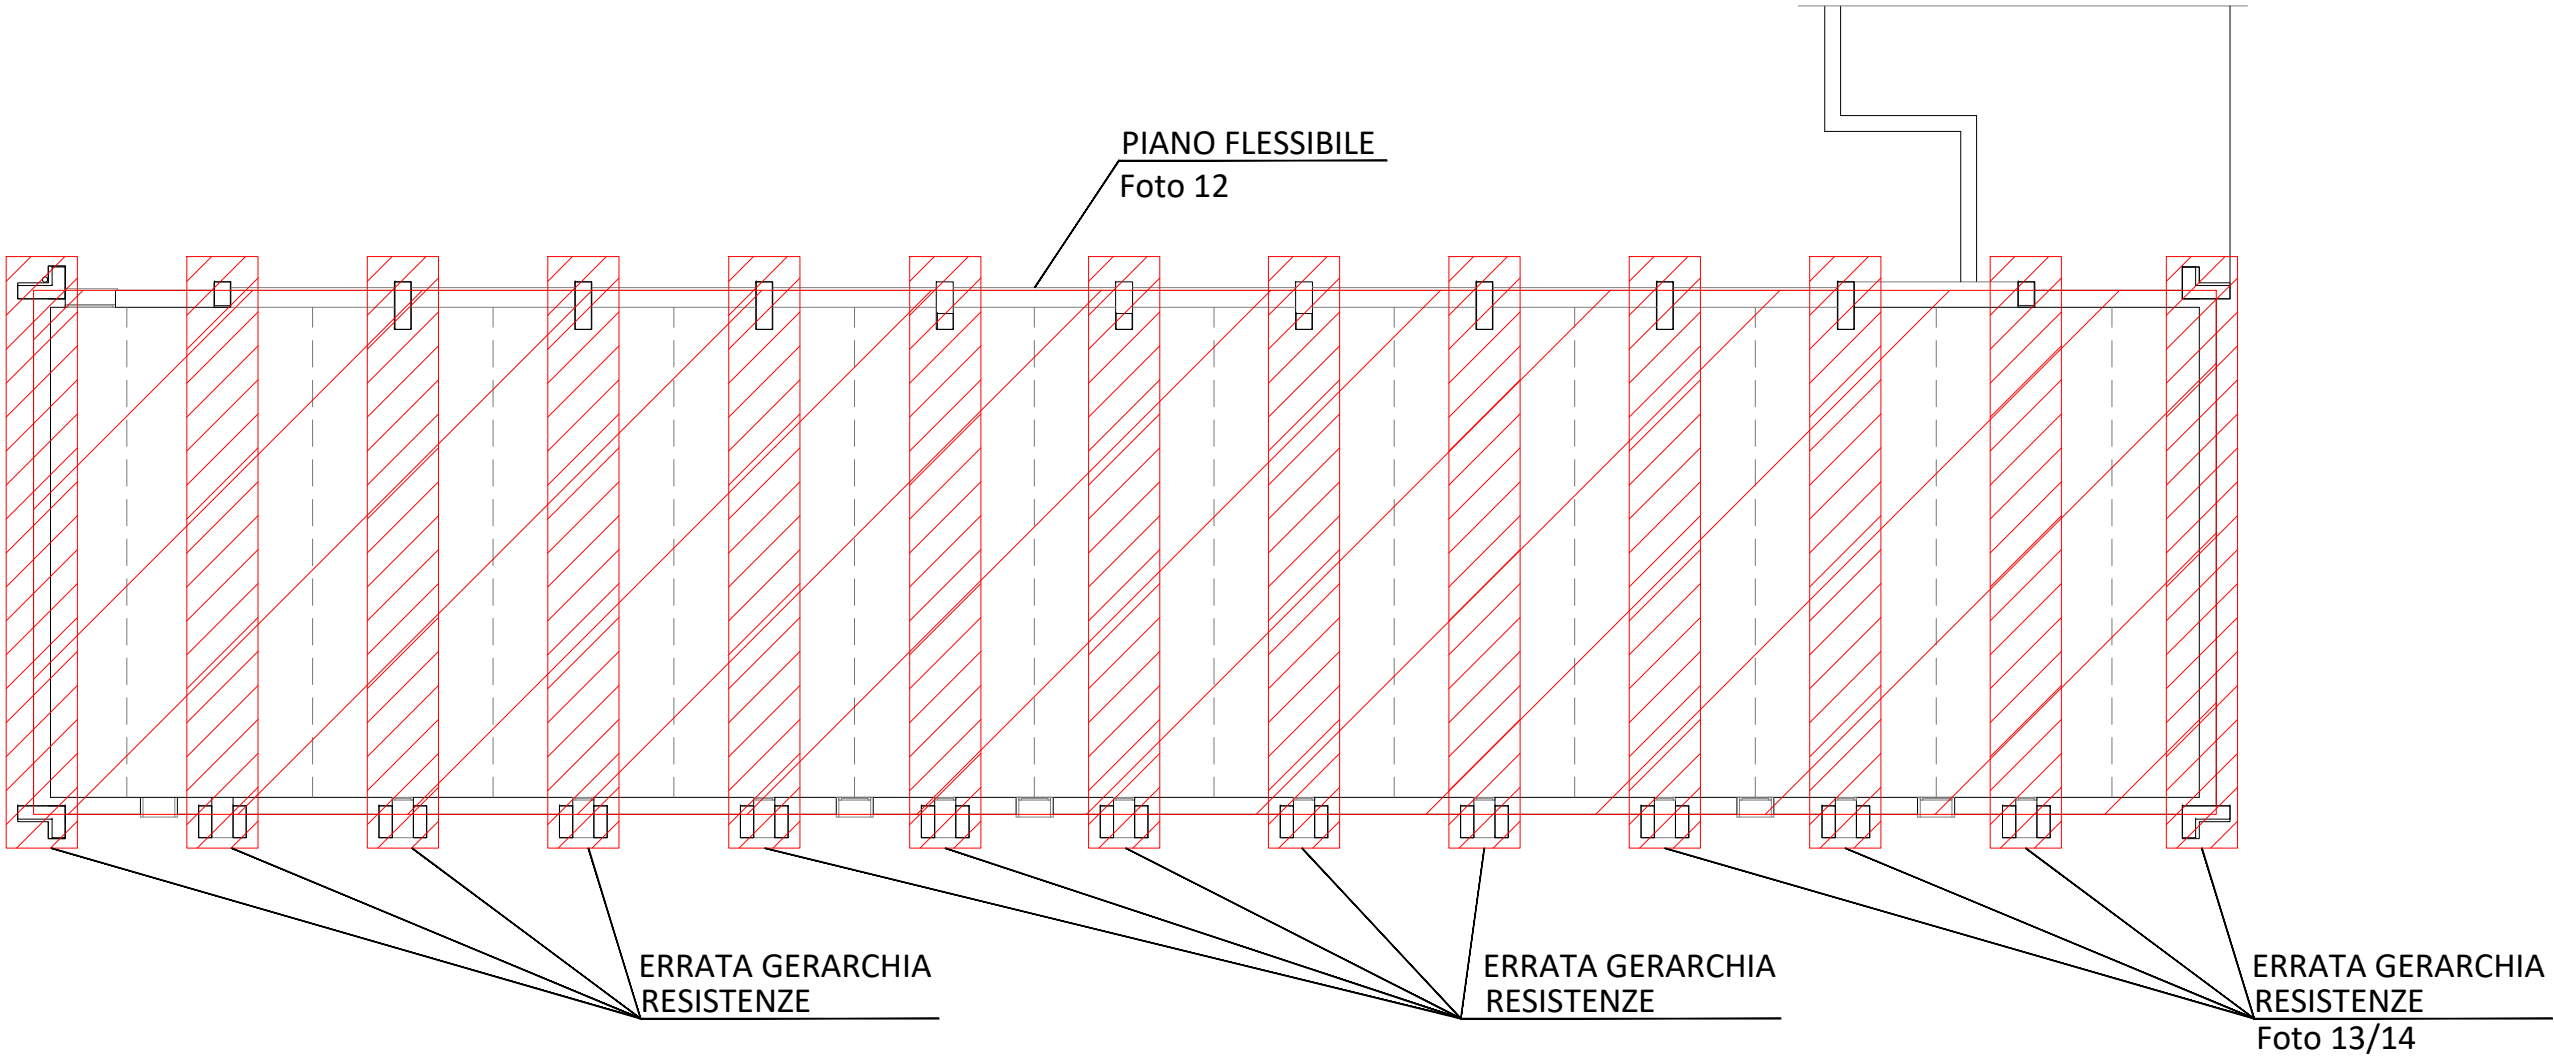 PIANO FLESSIBILE
Foto 12
ERRATA GERARCHIA
RESISTENZE
ERRATA GERARCHIA
RESISTENZE
ERRATA GERARCHIA
RESISTENZE
Foto 13/14